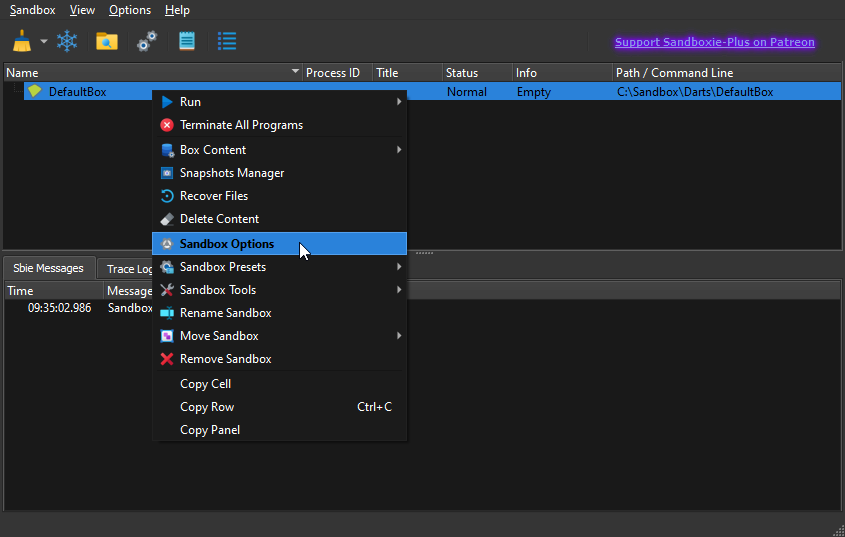 Sandbox View Options Help
Support Sandboxie-Plus on Patreon
Name Process ID Title Status Info Path / Command Line
DefaultBox Normal Empty C:\Sandbox\Darts\DefaultBox
Run
Terminate All Programs
Box Content
Snapshots Manager
Recover Files
Delete Content
Sandbox Options
Sandbox Presets
Sandbox Tools
Rename Sandbox
Move Sandbox
Remove Sandbox
Copy Cell
Copy Row Ctrl+C
Copy Panel
Sbie Messages Trace Log
Time Message
09:35:02.986 Sandbox